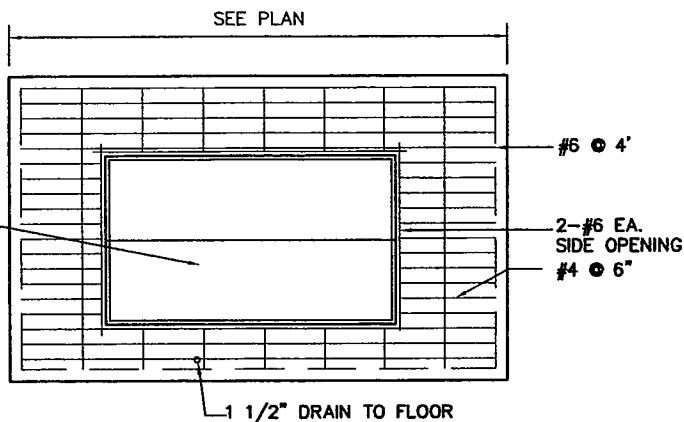 SEE PLAN
#6 @ 4'
2-#6 EA.
SIDE OPENING
#4 @ 6"
1 1/2" DRAIN TO FLOOR